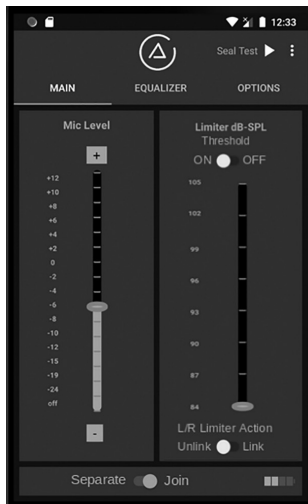 12:33
Seal Test
MAIN EQUALIZER OPTIONS
Mic Level
+
+12
+10
+8
+6
+4
+2
0
-2
-4
-6
-8
-10
-12
-15
-19
-24
off
-
Limiter dB-SPL
Threshold
ON OFF
105
102
99
96
93
90
87
84
L/R Limiter Action
Unlink Link
Separate Join